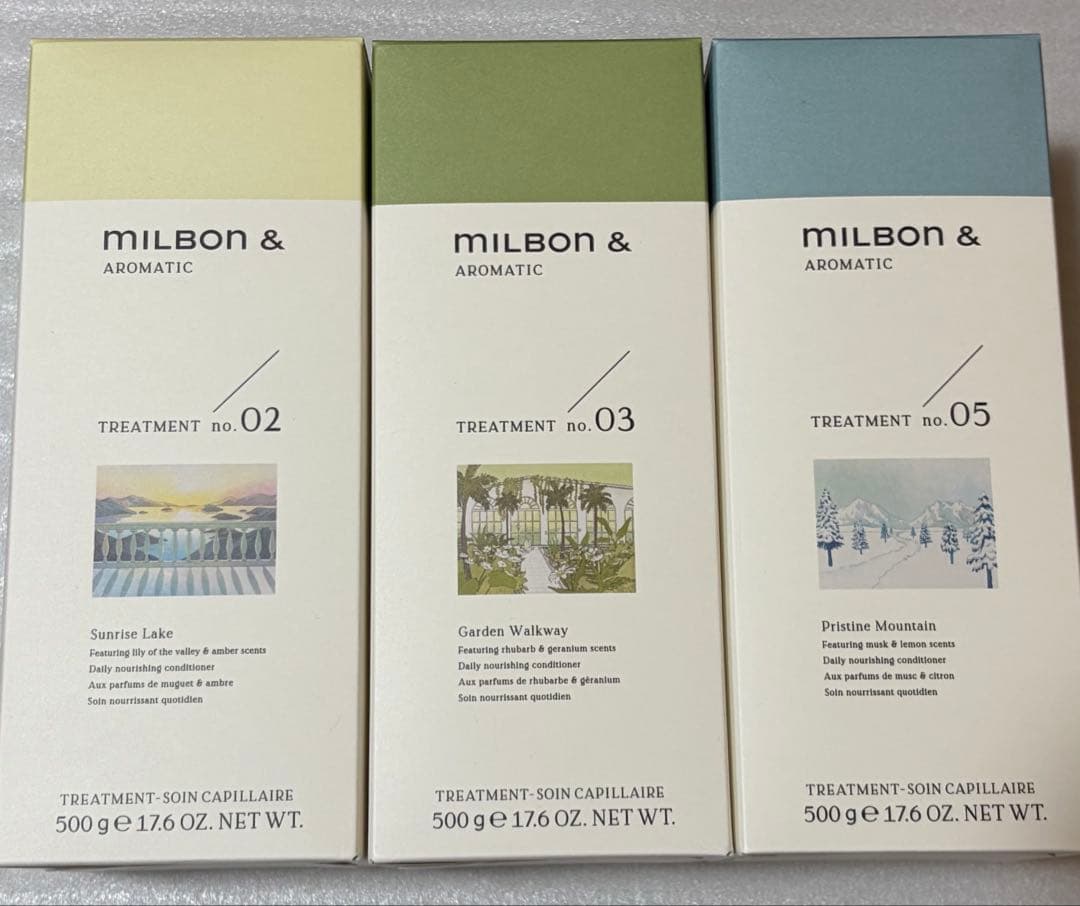 MILBON &
AROMATIC
TREATMENT no.02
Sunrise Lake
Featuring lily of the valley & amber scents
Daily nourishing conditioner
Aux parfums de muguet & ambre
Soin nourrissant quotidien
TREATMENT-SOIN CAPILLAIRE
500 g e 17.6 OZ. NET WT.
MILBON &
AROMATIC
TREATMENT no.03
Garden Walkway
Featuring rhubarb & geranium scents
Daily nourishing conditioner
Aux parfums de rhubarbe & géranium
Soin nourrissant quotidien
TREATMENT-SOIN CAPILLAIRE
500 g e 17.6 OZ. NET WT.
MILBON &
AROMATIC
TREATMENT no.05
Pristine Mountain
Featuring musk & lemon scents
Daily nourishing conditioner
Aux parfums de musc & citron
Soin nourrissant quotidien
TREATMENT-SOIN CAPILLAIRE
500 g e 17.6 OZ. NET WT.